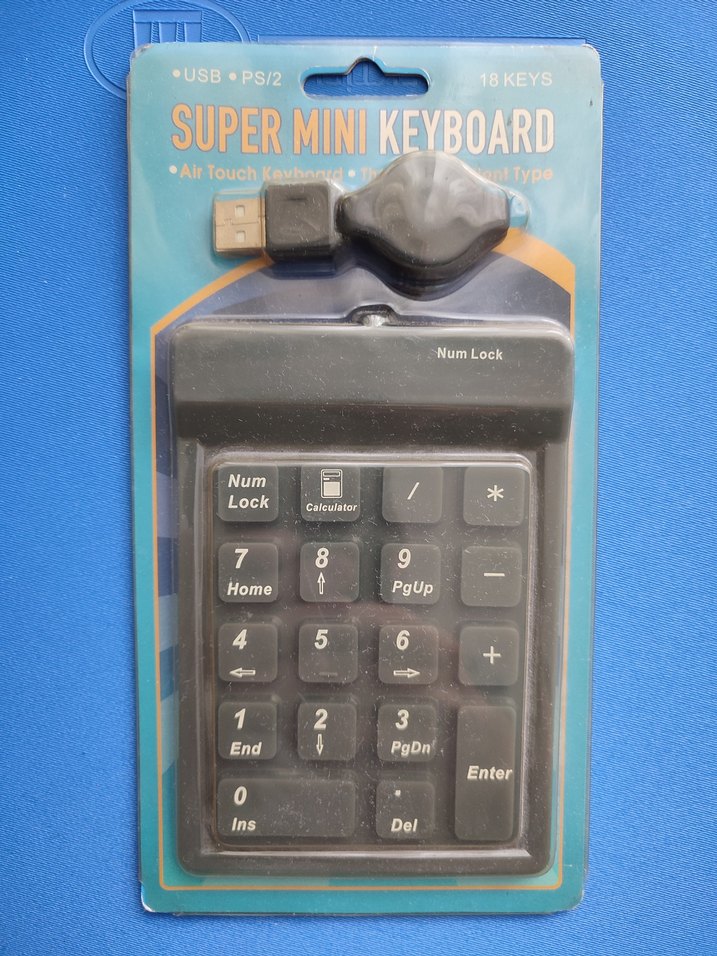 •USB •PS/2 18 KEYS
SUPER MINI KEYBOARD
•Air Touch Keyboard • Type
Num Lock
Num Lock
Calculator
/
*
7 Home
8 ↑
9 PgUp
−
4 ←
5
6 →
+
1 End
2 ↓
3 PgDn
Enter
0 Ins
. Del